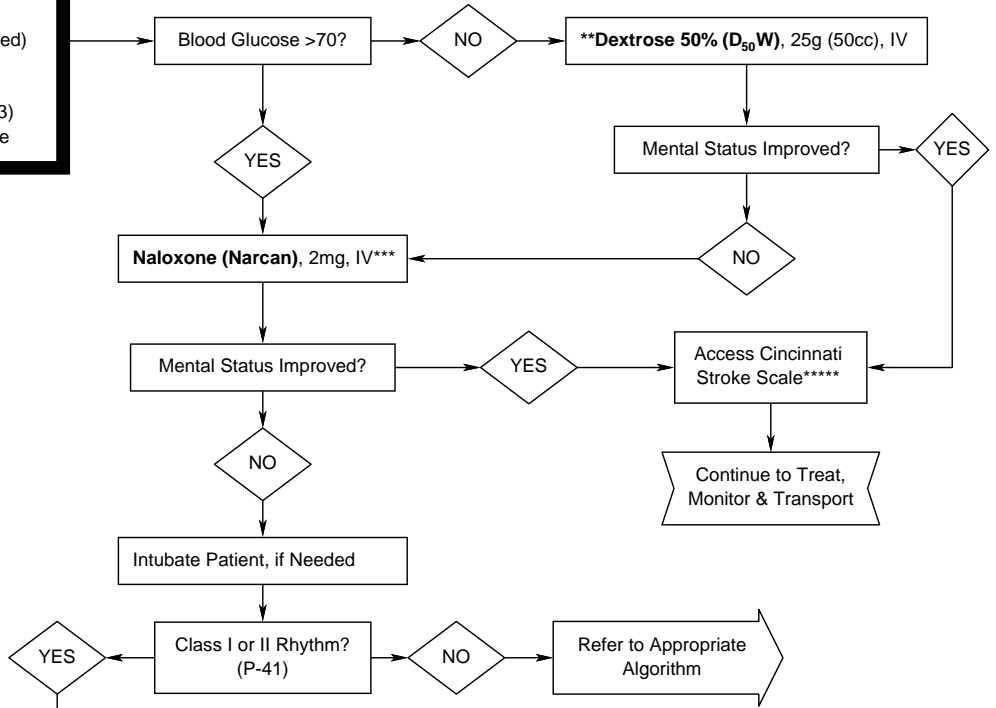 ed)
3)
e
Blood Glucose >70?
NO
**Dextrose 50% (D50W), 25g (50cc), IV
YES
Mental Status Improved?
YES
NO
Naloxone (Narcan), 2mg, IV***
Mental Status Improved?
YES
Access Cincinnati
Stroke Scale*****
NO
Continue to Treat,
Monitor & Transport
Intubate Patient, if Needed
YES
Class I or II Rhythm?
(P-41)
NO
Refer to Appropriate
Algorithm